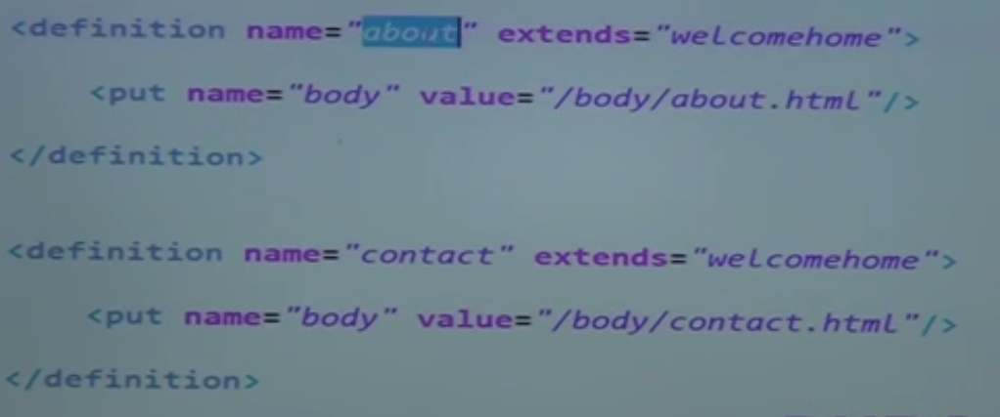 <definition name="about" extends="welcomehome">
<put name="body" value="/body/about.html"/>
</definition>
<definition name="contact" extends="welcomehome">
<put name="body" value="/body/contact.html"/>
</definition>